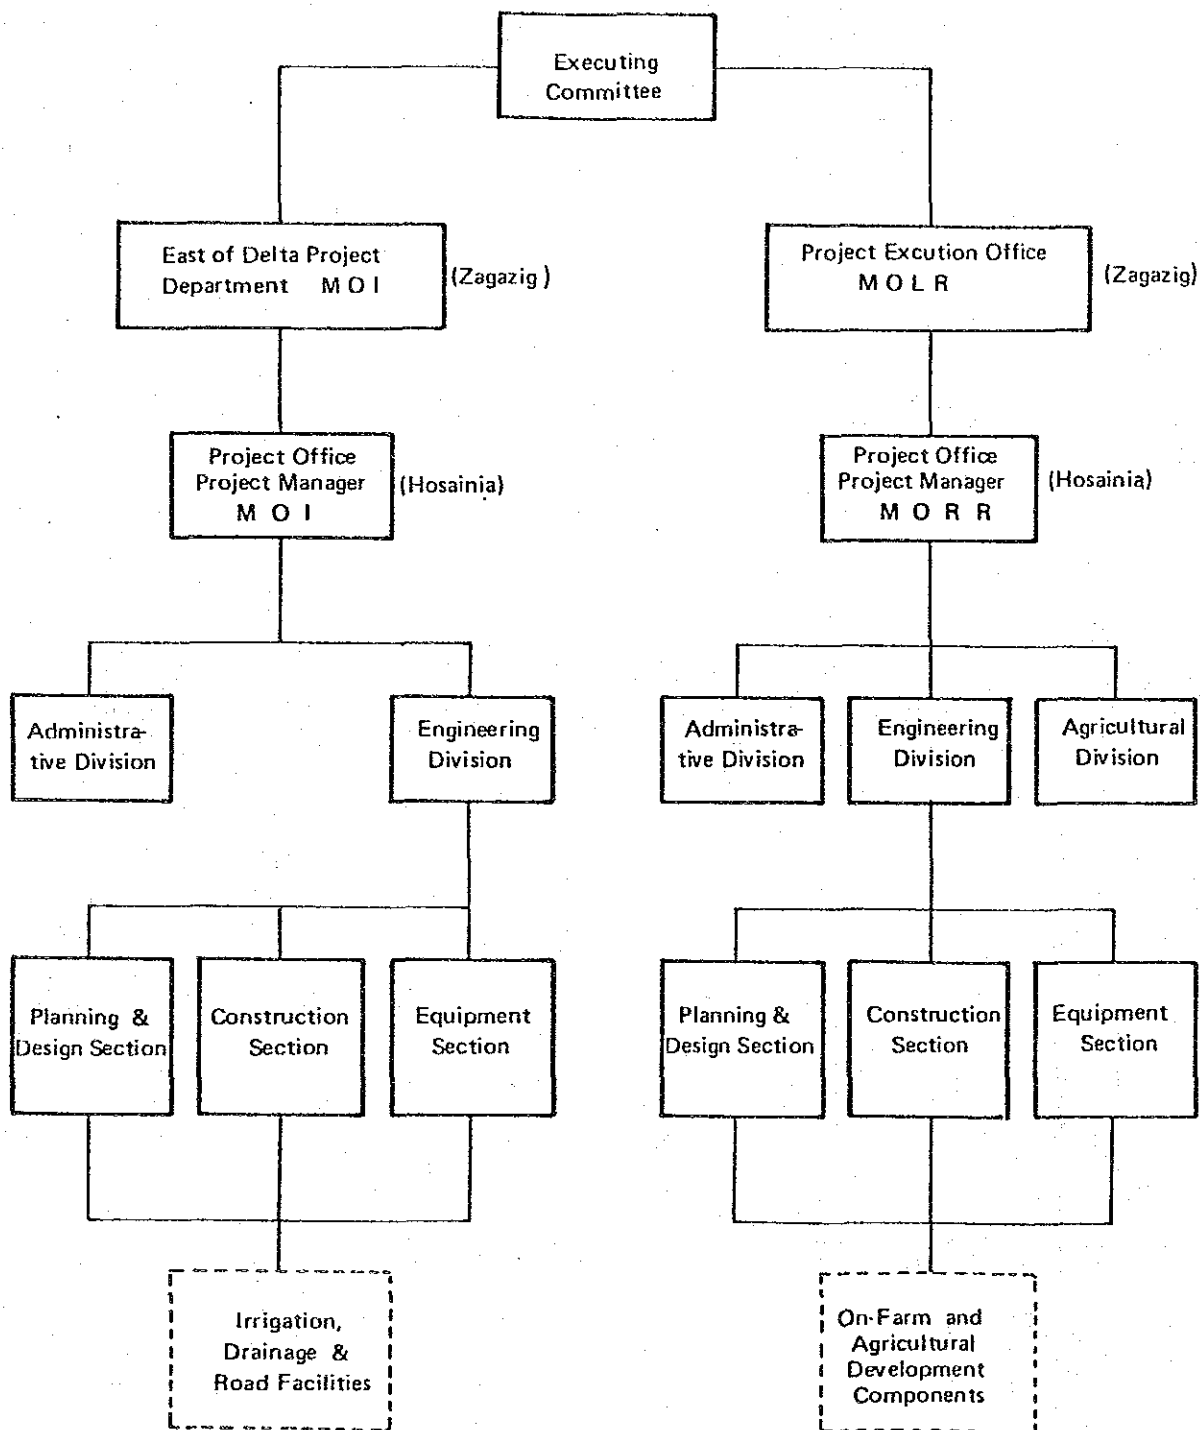 Executing
Committee
East of Delta Project
Department MOI
(Zagazig)
Project Excution Office
MOLR
(Zagazig)
Project Office
Project Manager
M O I
(Hosainia)
Project Office
Project Manager
M O R R
(Hosainia)
Administra-
tive Division
Engineering
Division
Administra-
tive Division
Engineering
Division
Agricultural
Division
Planning &
Design Section
Construction
Section
Equipment
Section
Planning &
Design Section
Construction
Section
Equipment
Section
Irrigation,
Drainage &
Road Facilities
On-Farm and
Agricultural
Development
Components